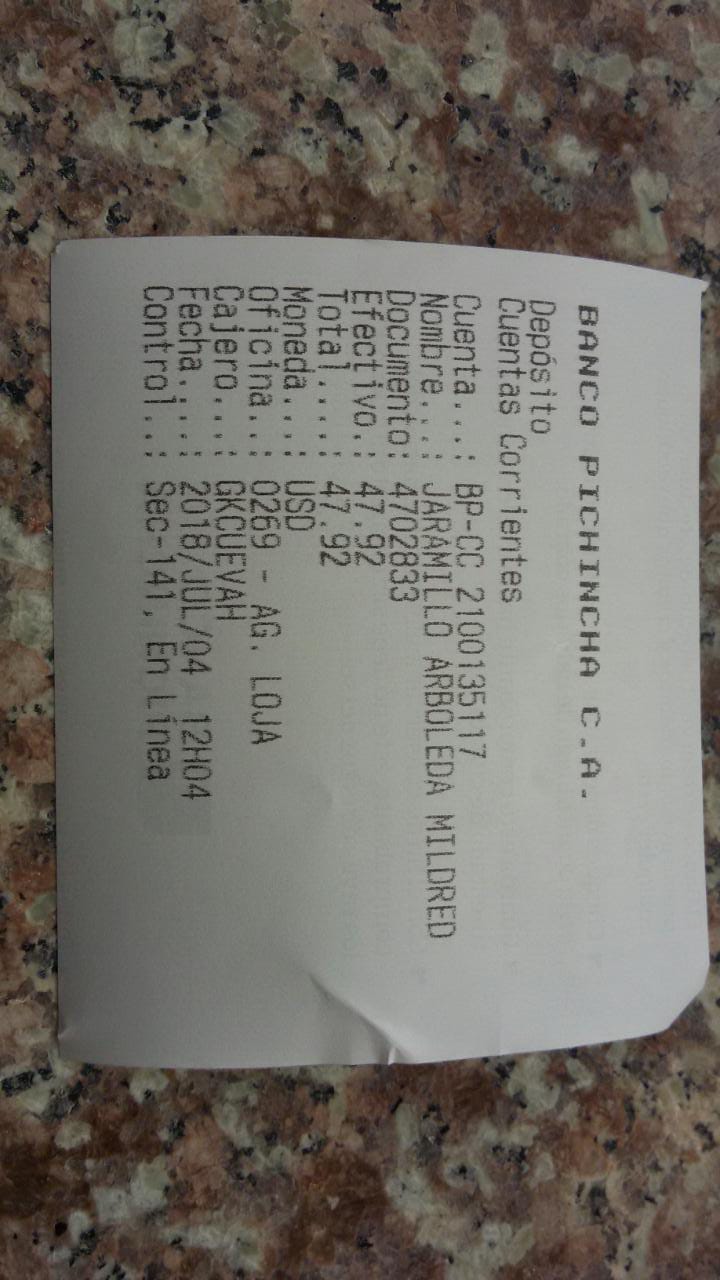 BANCO PICHINCHA C.A.
Depósito
Cuentas Corrientes
Cuenta...: BP-CC 2100135117
Nombre...: JARAMILLO ARBOLEDA MILDRED
Documento: 4702833
Efectivo.: 47.92
Total....: 47.92
Moneda...: USD
Oficina..: 0269 - AG. LOJA
Cajero...: GKCUEVAH
Fecha....: 2018/JUL/04 12H04
Control..: Sec-141, En Línea